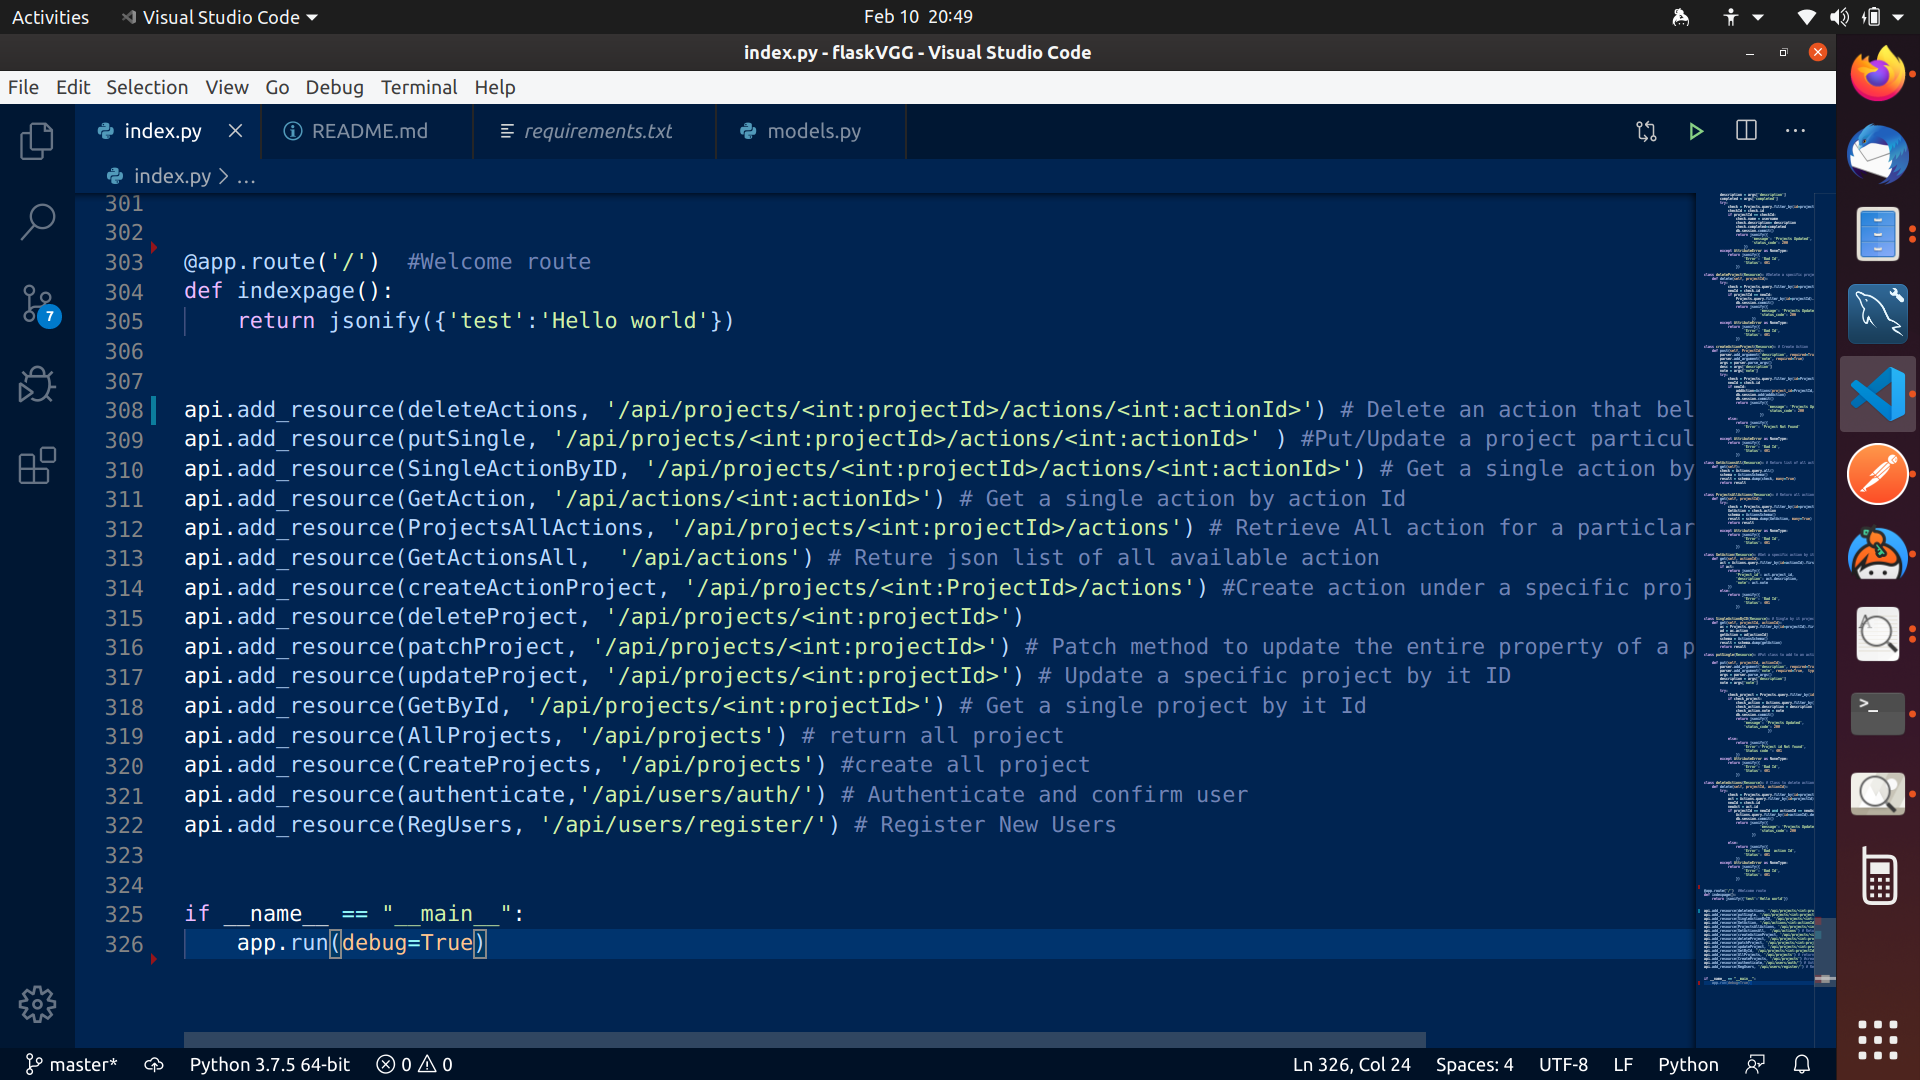 Activities
Visual Studio Code
Feb 10 20:49
index.py - flaskVGG - Visual Studio Code
File Edit Selection View Go Debug Terminal Help
index.py
README.md
requirements.txt
models.py
index.py > ...
301
302
303 @app.route('/')  #Welcome route
304 def indexpage():
305     return jsonify({'test':'Hello world'})
306
307
308 api.add_resource(deleteActions, '/api/projects/<int:projectId>/actions/<int:actionId>') # Delete an action that bel
309 api.add_resource(putSingle, '/api/projects/<int:projectId>/actions/<int:actionId>' ) #Put/Update a project particul
310 api.add_resource(SingleActionByID, '/api/projects/<int:projectId>/actions/<int:actionId>') # Get a single action by
311 api.add_resource(GetAction, '/api/actions/<int:actionId>') # Get a single action by action Id
312 api.add_resource(ProjectsAllActions, '/api/projects/<int:projectId>/actions') # Retrieve All action for a particlar
313 api.add_resource(GetActionsAll,  '/api/actions') # Reture json list of all available action
314 api.add_resource(createActionProject, '/api/projects/<int:ProjectId>/actions') #Create action under a specific proj
315 api.add_resource(deleteProject, '/api/projects/<int:projectId>')
316 api.add_resource(patchProject, '/api/projects/<int:projectId>') # Patch method to update the entire property of a p
317 api.add_resource(updateProject, '/api/projects/<int:projectId>') # Update a specific project by it ID
318 api.add_resource(GetById, '/api/projects/<int:projectId>') # Get a single project by it Id
319 api.add_resource(AllProjects, '/api/projects') # return all project
320 api.add_resource(CreateProjects, '/api/projects') #create all project
321 api.add_resource(authenticate,'/api/users/auth/') # Authenticate and confirm user
322 api.add_resource(RegUsers, '/api/users/register/') # Register New Users
323
324
325 if __name__ == "__main__":
326     app.run(debug=True)
7
master*
Python 3.7.5 64-bit
0 0
Ln 326, Col 24
Spaces: 4
UTF-8
LF
Python